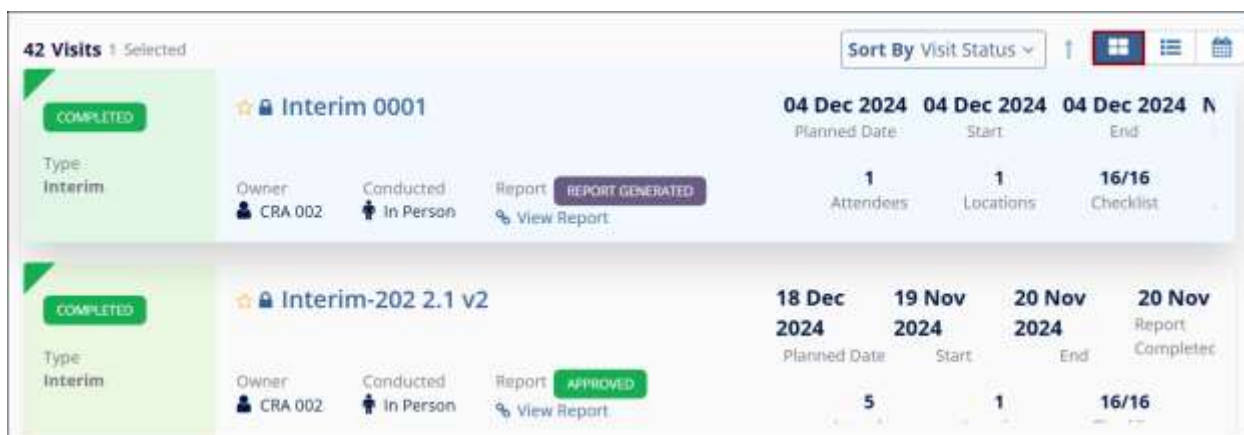 42 Visits 1 Selected
Sort By Visit Status
COMPLETED
Type
Interim
Interim 0001
Owner
CRA 002
Conducted
In Person
Report REPORT GENERATED
View Report
04 Dec 2024 04 Dec 2024 04 Dec 2024 N
Planned Date Start End
1 1 16/16
Attendees Locations Checklist
COMPLETED
Type
Interim
Interim-202 2.1 v2
Owner
CRA 002
Conducted
In Person
Report APPROVED
View Report
18 Dec 19 Nov 20 Nov 20 Nov
2024 2024 2024 Report
Planned Date Start End Completed
5 1 16/16